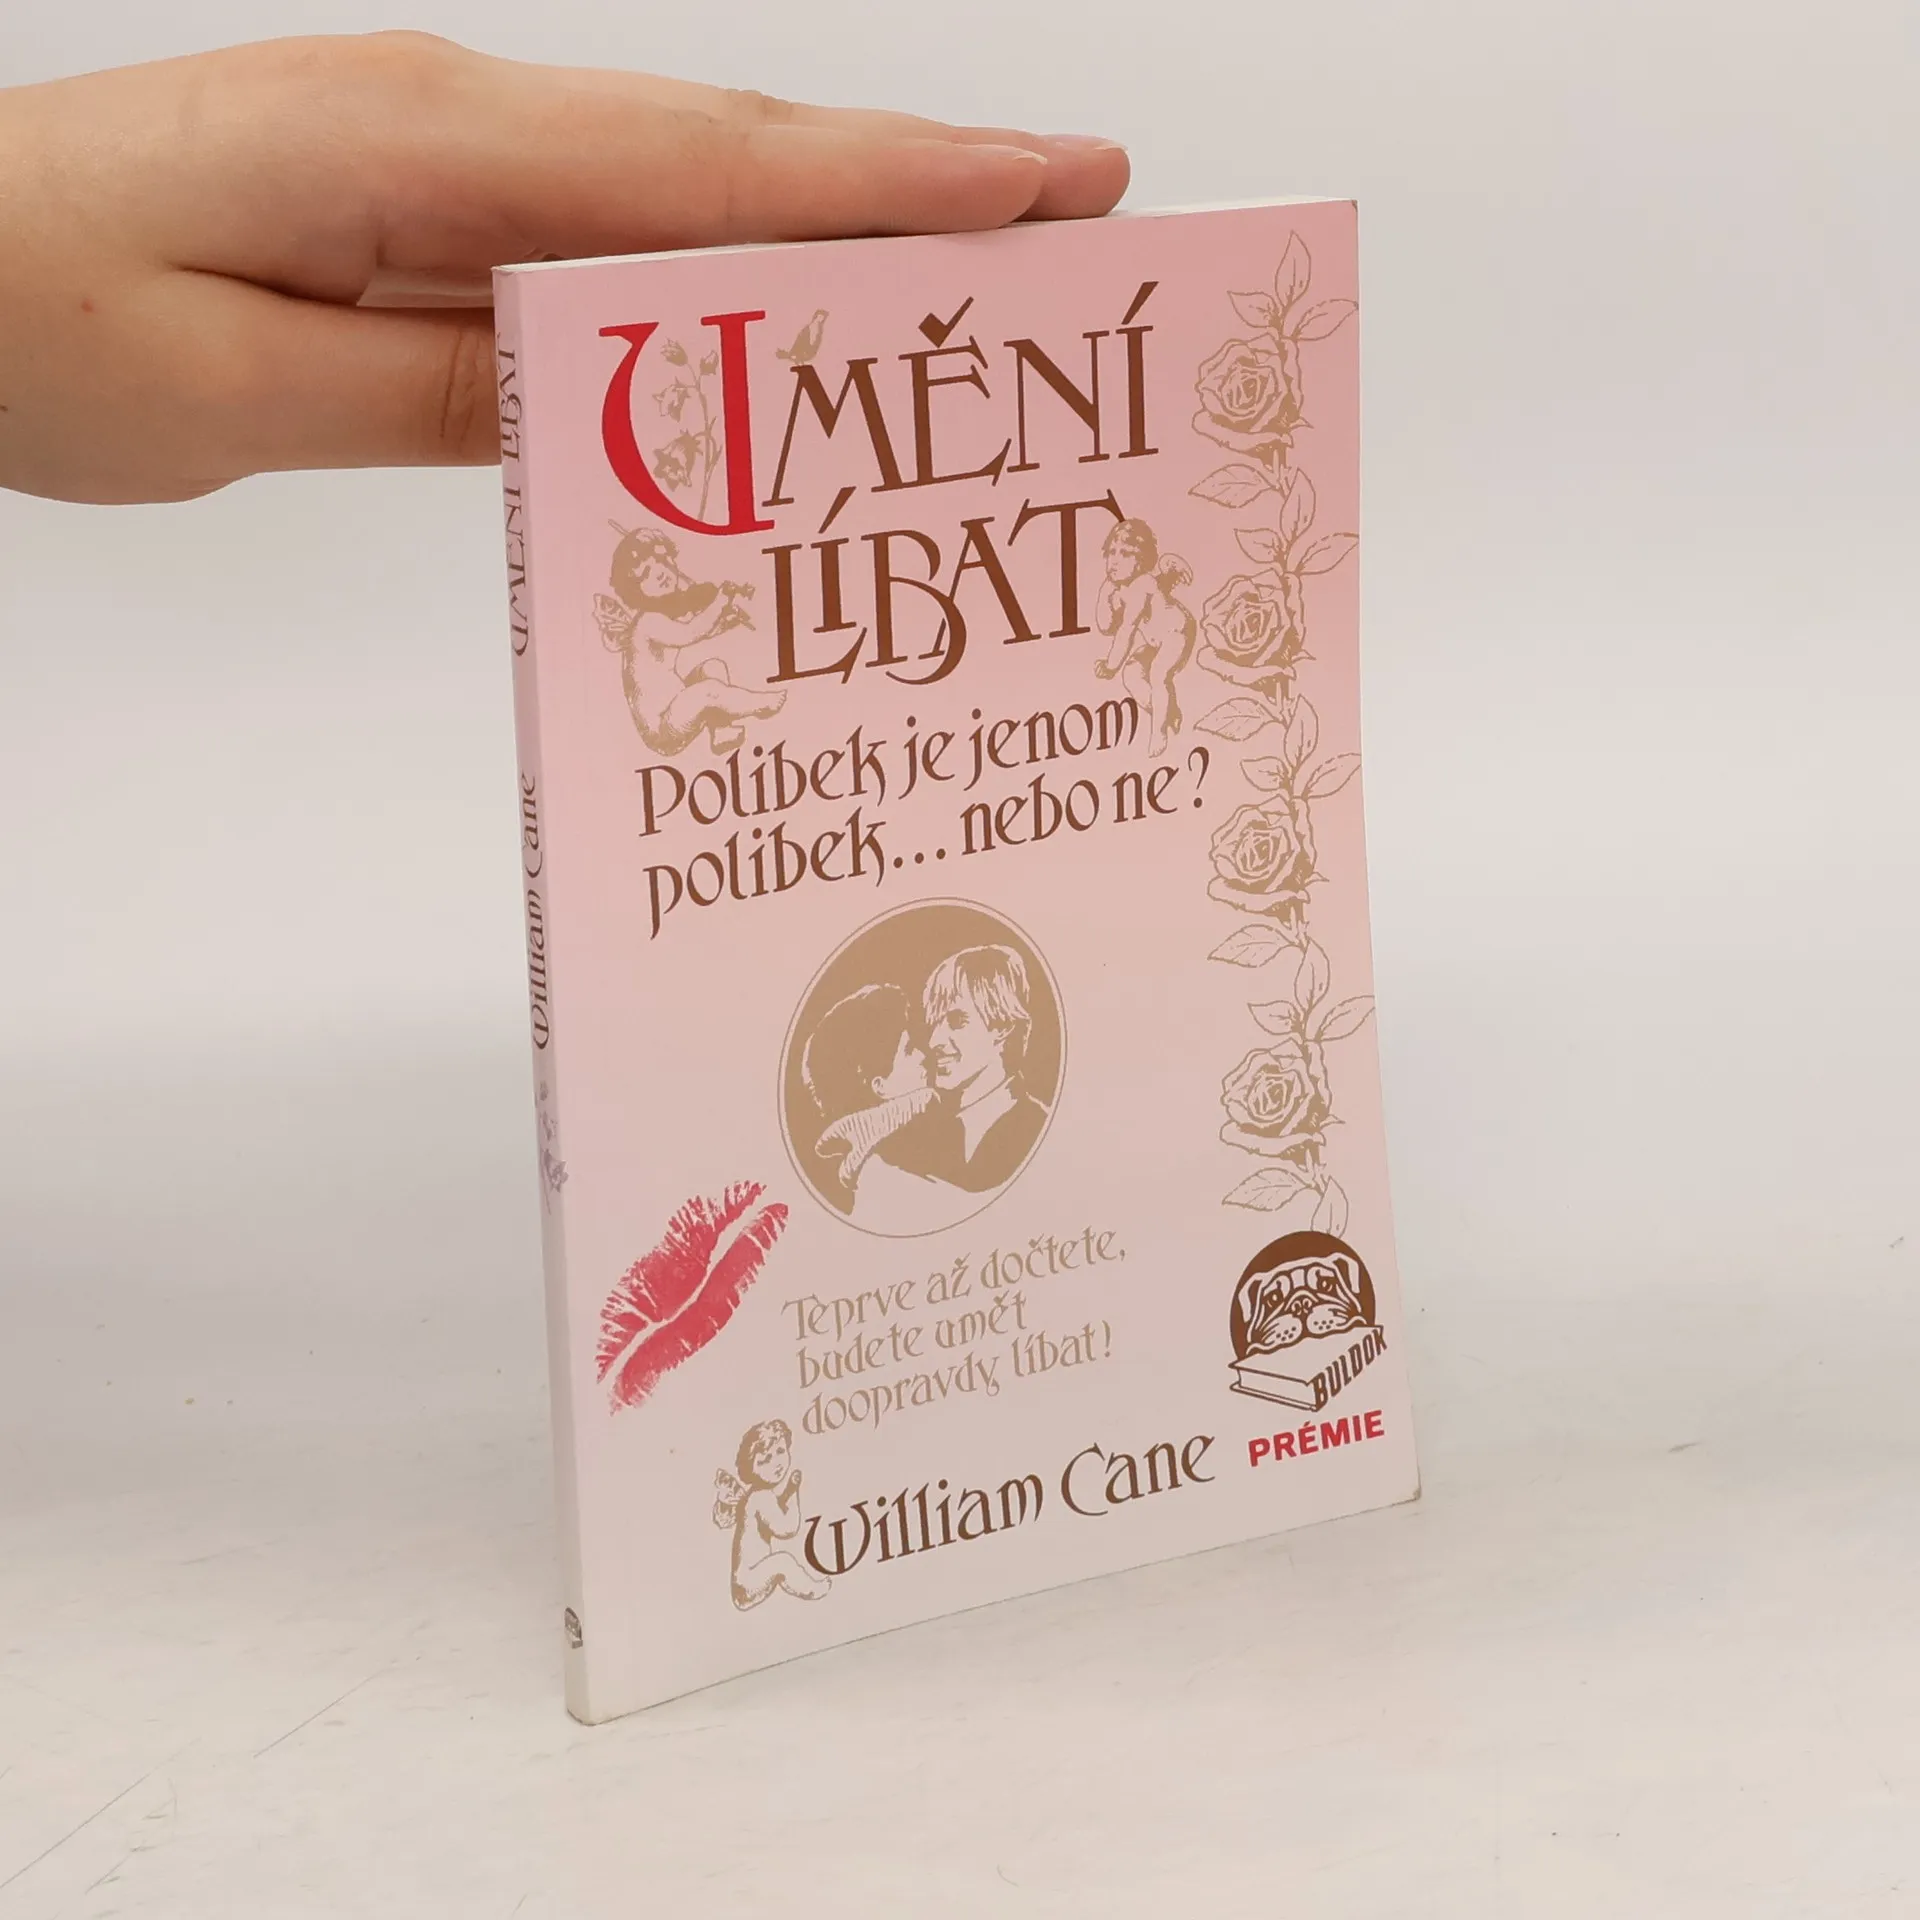 UMĚNÍ
LÍBAT
Polibek je jenom
polibek... nebo ne?
Teprve až dočtete,
budete umět
doopravdy líbat!
William Cane
BULDOK
PRÉMIE
UMĚNÍ LÍBAT William Cane